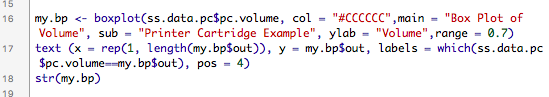 15
16 my.bp <- boxplot(ss.data.pc$pc.volume, col = "#CCCCCC",main = "Box Plot of
Volume", sub = "Printer Cartridge Example", ylab = "Volume",range = 0.7)
17 text (x = rep(1, length(my.bp$out)), y = my.bp$out, labels = which(ss.data.pc
$pc.volume==my.bp$out), pos = 4)
18 str(my.bp)
19